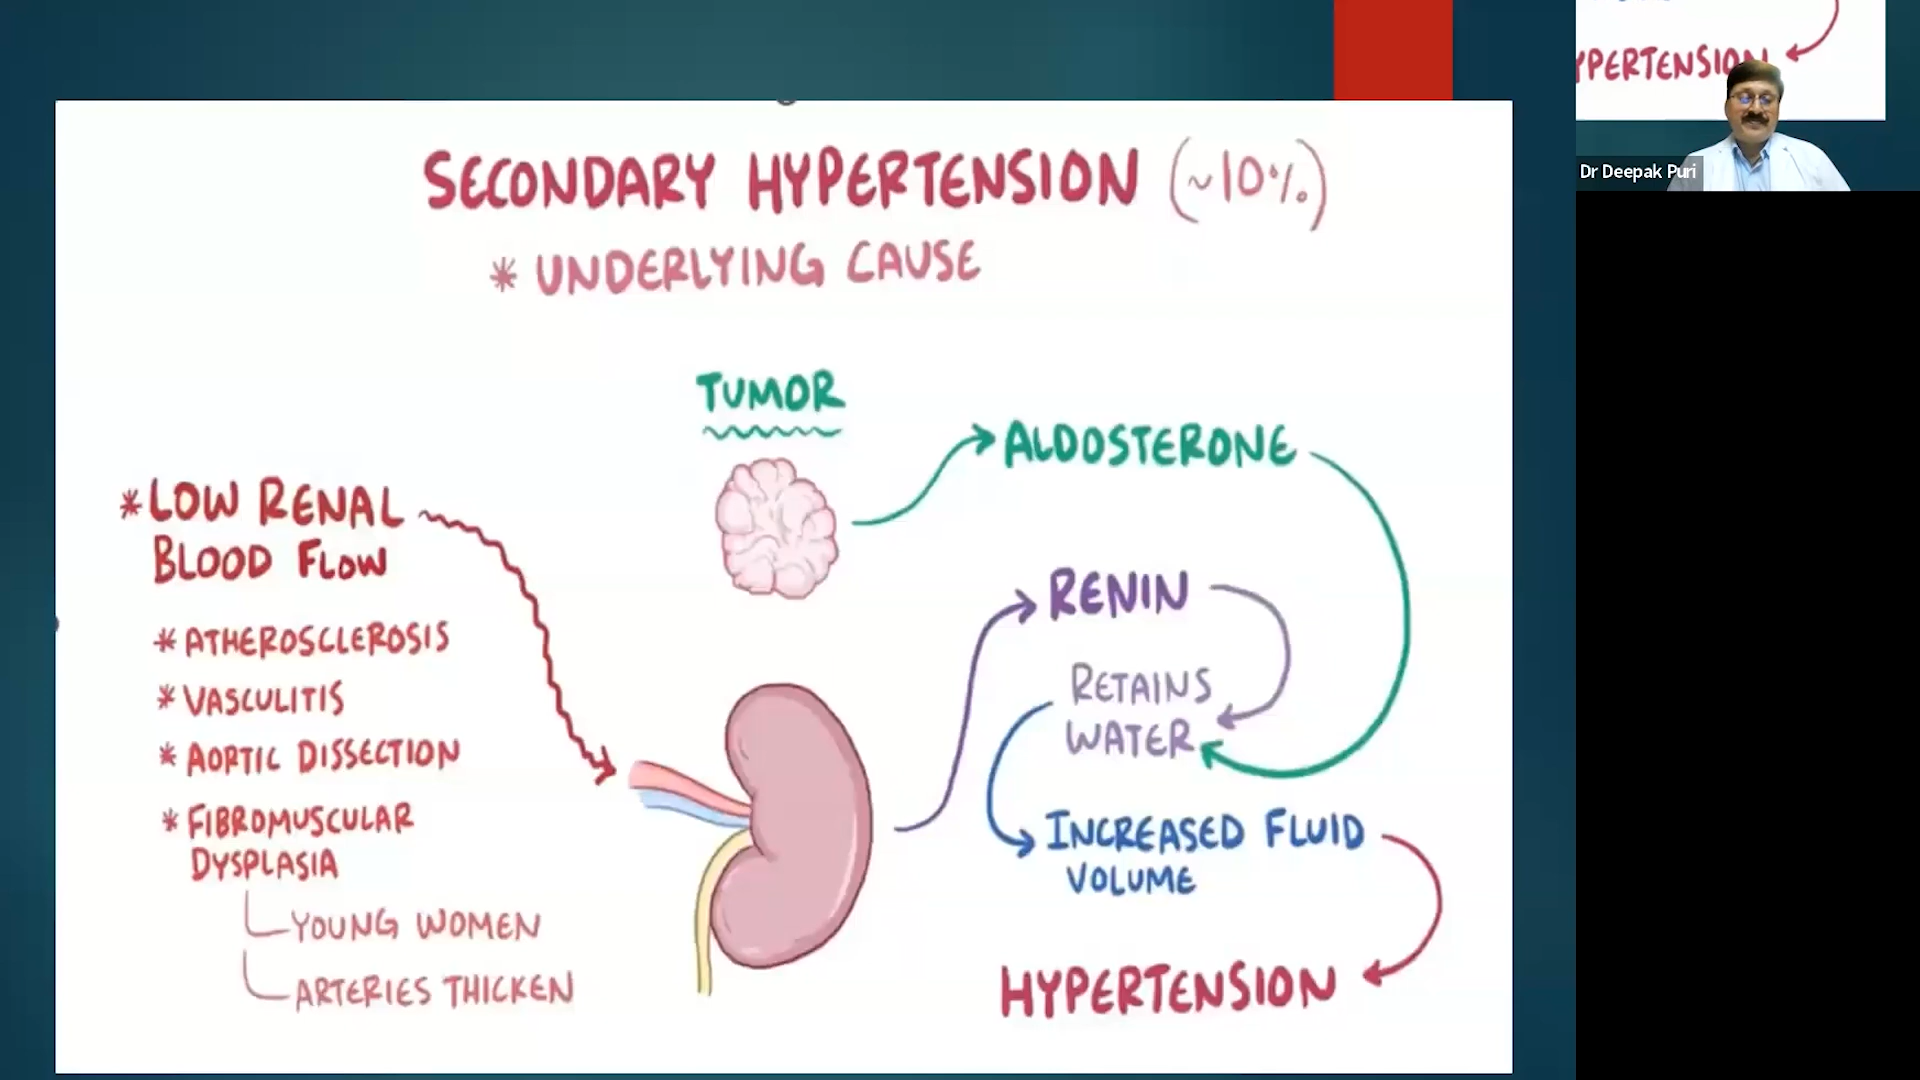 SECONDARY HYPERTENSION (~10%)
* UNDERLYING CAUSE
TUMOR
ALDOSTERONE
* LOW RENAL
BLOOD FLOW
* ATHEROSCLEROSIS
* VASCULITIS
* AORTIC DISSECTION
* FIBROMUSCULAR
DYSPLASIA
YOUNG WOMEN
ARTERIES THICKEN
RENIN
RETAINS
WATER
INCREASED FLUID
VOLUME
HYPERTENSION
YPERTENSION
Dr Deepak Puri